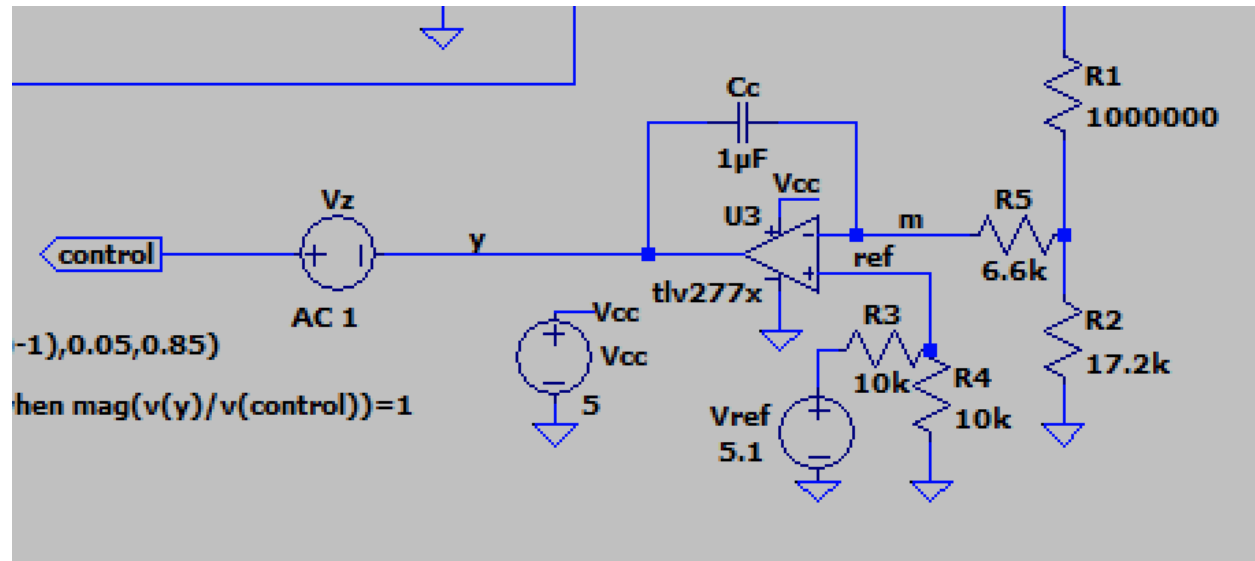 R1
1000000
Cc
1µF
Vcc
U3
m
R5
6.6k
ref
Vz
y
control
AC 1
tlv277x
R3
10k
R4
10k
R2
17.2k
Vcc
Vcc
5
Vref
5.1
-1),0.05,0.85)
when mag(v(y)/v(control))=1